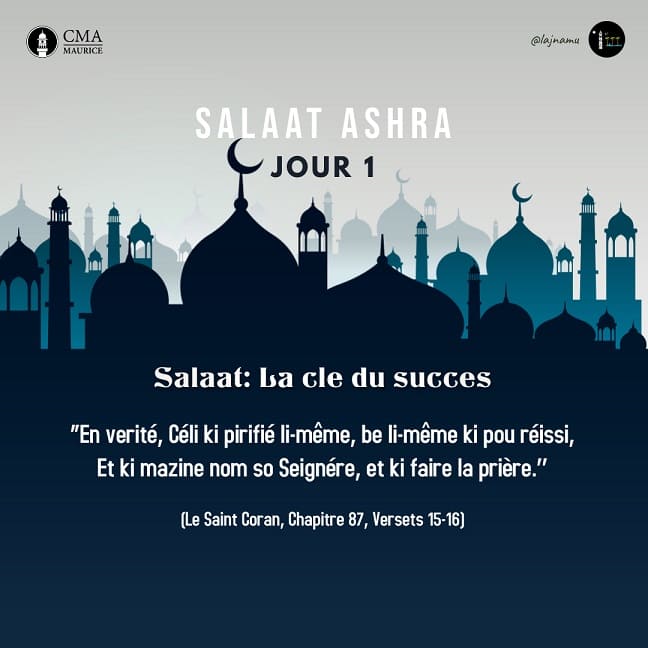 CMA
MAURICE
@lajnamu
SALAAT ASHRA
JOUR 1
Salaat: La cle du succes
"En verité, Céli ki pirifié li-même, be li-même ki pou réissi,
Et ki mazine nom so Seignére, et ki faire la prière.''
(Le Saint Coran, Chapitre 87, Versets 15-16)